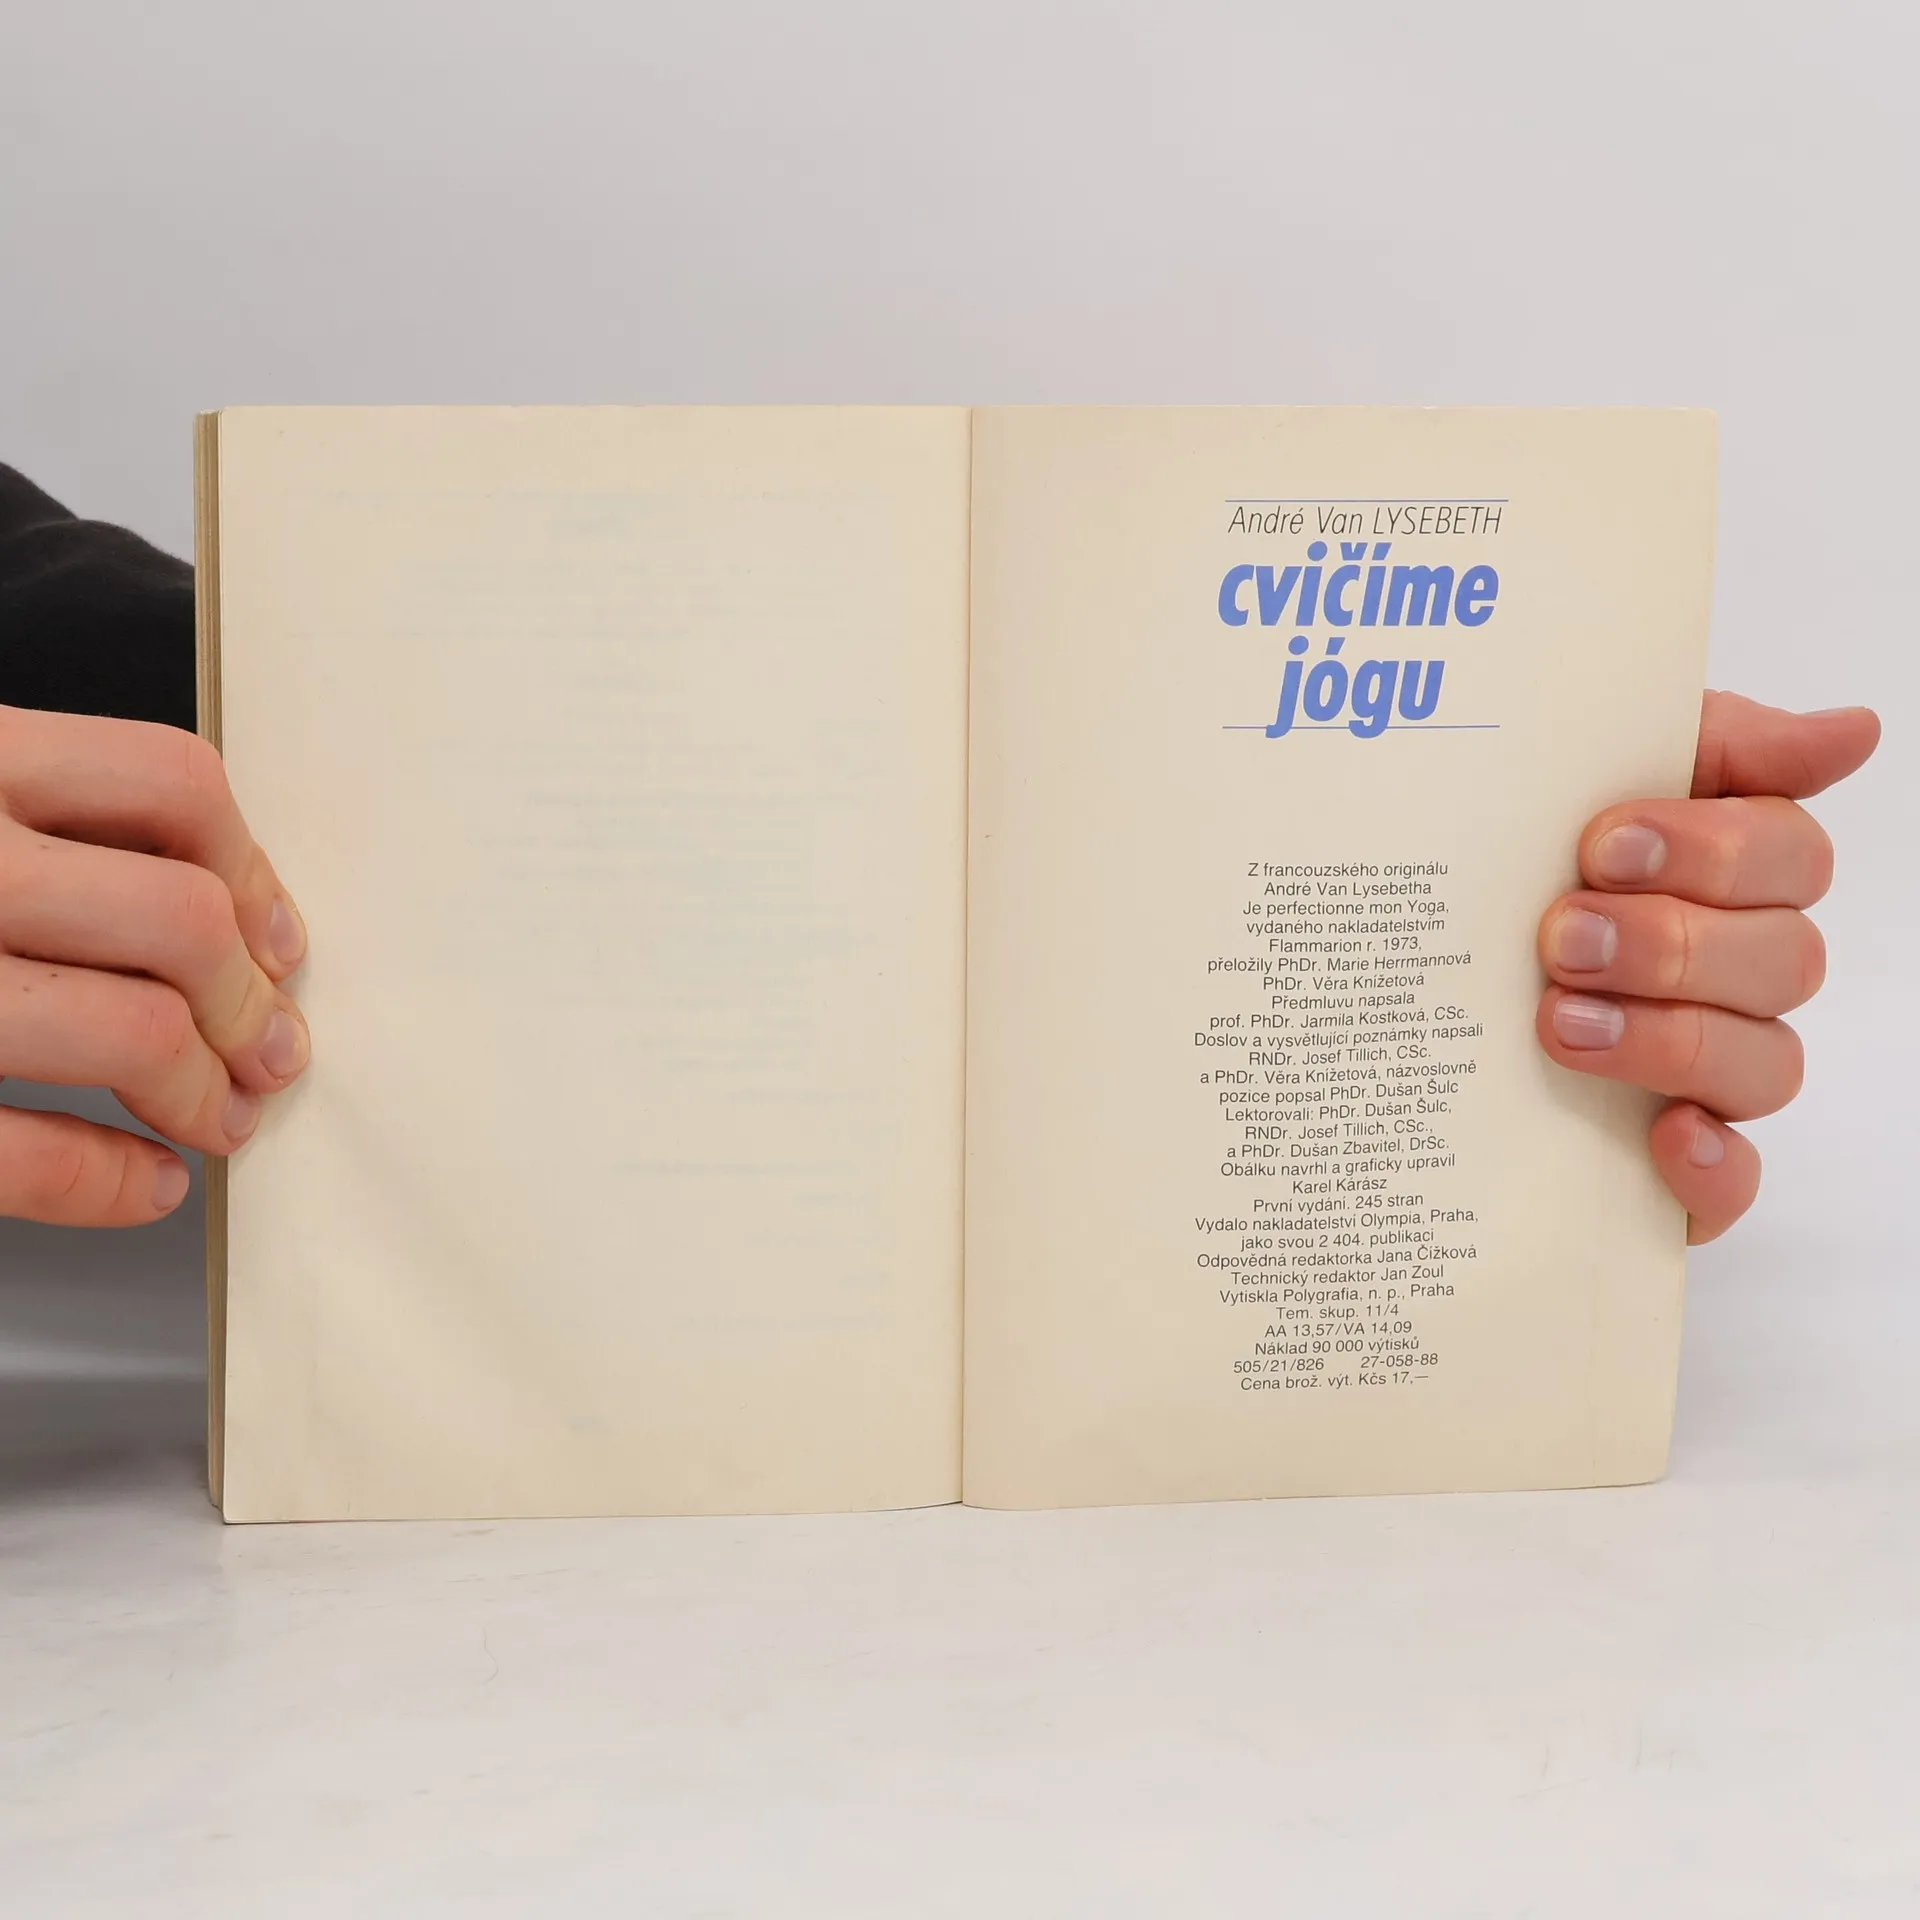 André Van LYSEBETH
cvičíme
jógu
Z francouzského originálu
André Van Lysebetha
Je perfectionne mon Yoga,
vydaného nakladatelstvím
Flammarion r. 1973,
přeložily PhDr. Marie Herrmannová
PhDr. Věra Knížetová
Předmluvu napsala
prof. PhDr. Jarmila Kostková, CSc.
Doslov a vysvětlující poznámky napsali
RNDr. Josef Tillich, CSc.
a PhDr. Věra Knížetová, názvoslovně
pozice popsal PhDr. Dušan Šulc
Lektorovali: PhDr. Dušan Šulc,
RNDr. Josef Tillich, CSc.,
a PhDr. Dušan Zbavitel, DrSc.
Obálku navrhl a graficky upravil
Karel Kárász
První vydání. 245 stran
Vydalo nakladatelství Olympia, Praha,
jako svou 2 404. publikaci
Odpovědná redaktorka Jana Čížková
Technický redaktor Jan Zoul
Vytiskla Polygrafia, n. p., Praha
Tem. skup. 11/4
AA 13,57/VA 14,09
Náklad 90 000 výtisků
505/21/826 27-058-88
Cena brož. výt. Kčs 17,—